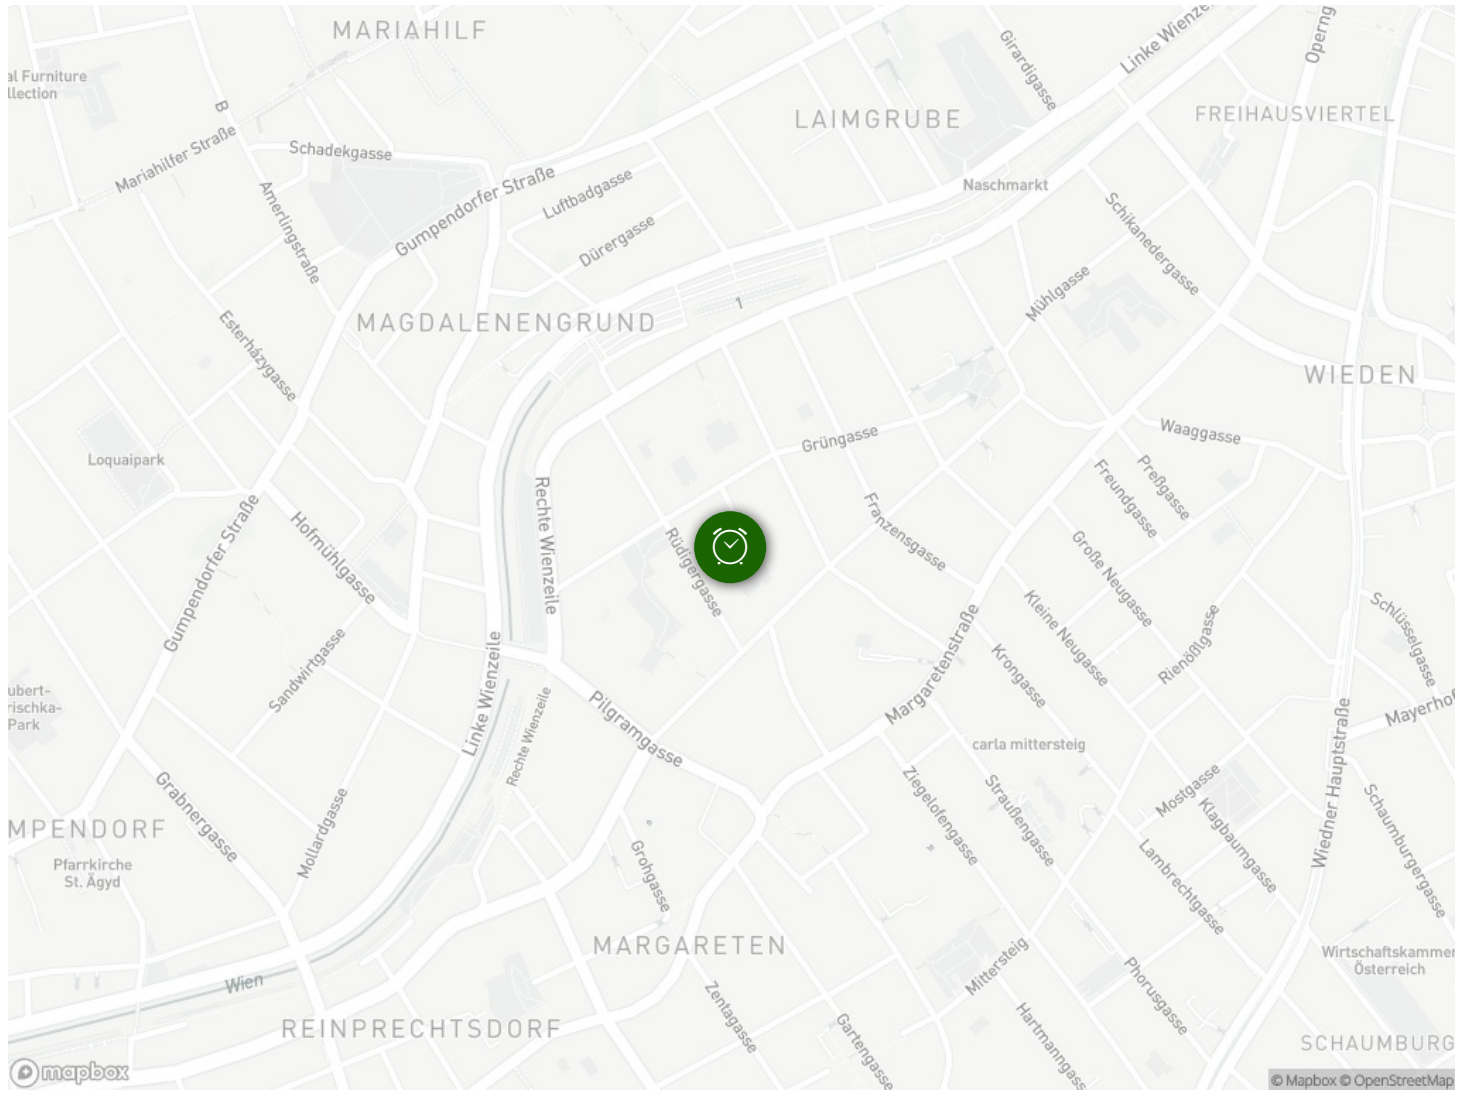 MARIAHILF
Girardigasse
Linke Wienze
Operng
al Furniture
llection
B
LAIMGRUBE
FREIHAUSVIERTEL
Mariahilfer Straße
Schadekgasse
Gumpendorfer Straße
Luftbadgasse
Naschmarkt
Amerlingstraße
Dürergasse
Schikanedergasse
Mühlgasse
1
MAGDALENENGRUND
Esterházygasse
WIEDEN
Loquaipark
Grüngasse
Waaggasse
Preßgasse
Freundgasse
Gumpendorfer Straße
Hofmühlgasse
Rechte Wienzeile
Rüdigergasse
Franzensgasse
Große Neugasse
Kleine Neugasse
Schlüsselgasse
Sandwirtgasse
Linke Wienzeile
Margaretenstraße
Krongasse
Rienößlgasse
ubert-
rischka-
Park
Rechte Wienzeile
Pilgramgasse
Mayerhof
carla mittersteig
Wiedner Hauptstraße
Grabnergasse
Mollardgasse
Ziegelofengasse
Straußengasse
Mostgasse
Klagbaumgasse
Schaumburgergasse
MPENDORF
Pfarrkirche
St. Ägyd
Grohgasse
Lambrechtgasse
MARGARETEN
Mittersteig
Wirtschaftskammer
Österreich
Wien
Phorusgasse
Zentagasse
Gartengasse
Hartmanngass
REINPRECHTSDORF
SCHAUMBURG
mapbox
© Mapbox © OpenStreetMap